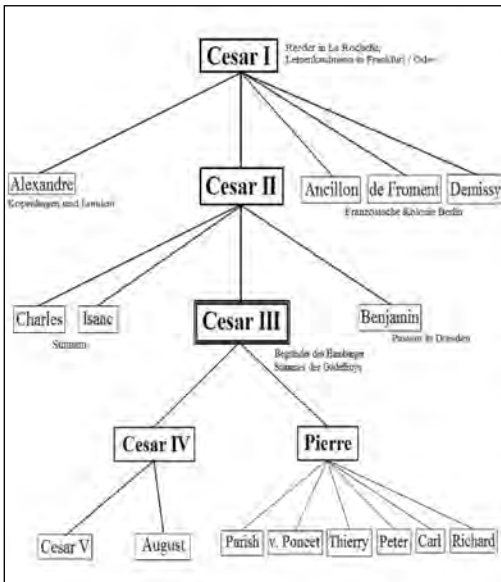 Cesar I
Reeder in La Rochelle,
Leinenkaufmann in Frankfurt / Oder
Alexandre
Kopenhagen und London
Cesar II
Ancillon
de Froment
Demissy
Französische Kolonie Berlin
Charles
Isaac
Surinam
Cesar III
Begründer des Hamburger
Stammes der Godeffroys
Benjamin
Pastor in Dresden
Cesar IV
Pierre
Cesar V
August
Parish
v. Poncet
Thierry
Peter
Carl
Richard